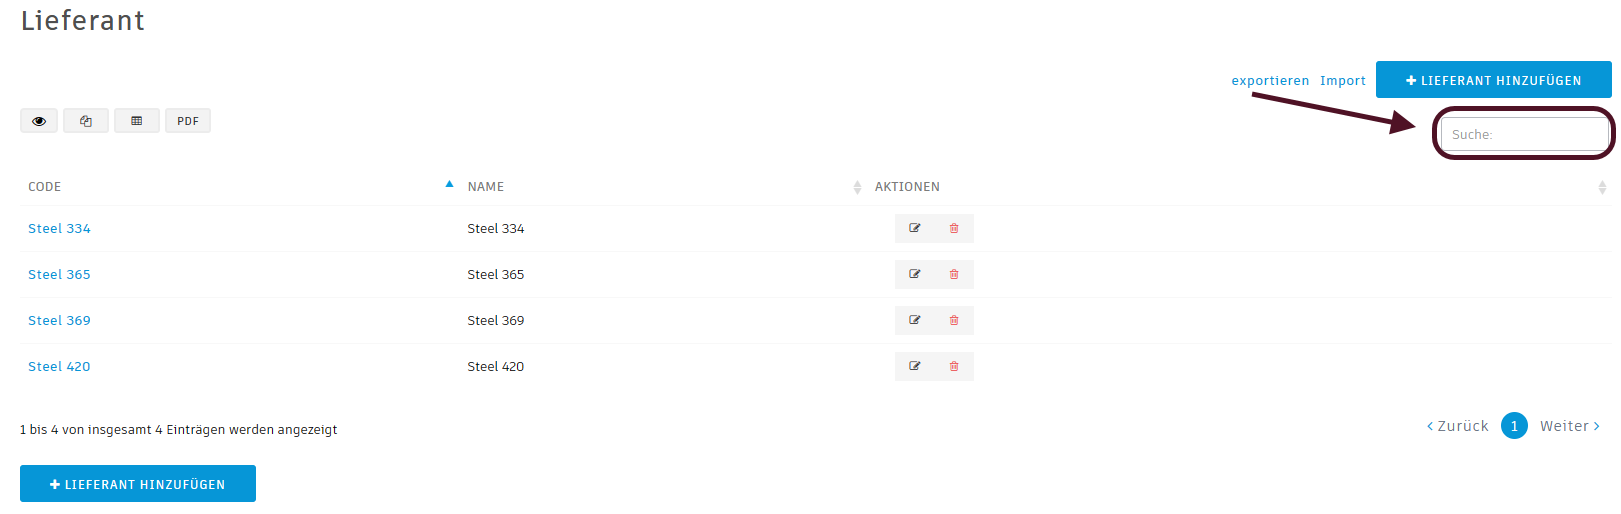 Lieferant
exportieren Import LIEFERANT HINZUFÜGEN
PDF
Suche:
CODE NAME AKTIONEN
Steel 334 Steel 334
Steel 365 Steel 365
Steel 369 Steel 369
Steel 420 Steel 420
1 bis 4 von insgesamt 4 Einträgen werden angezeigt
Zurück 1 Weiter
LIEFERANT HINZUFÜGEN